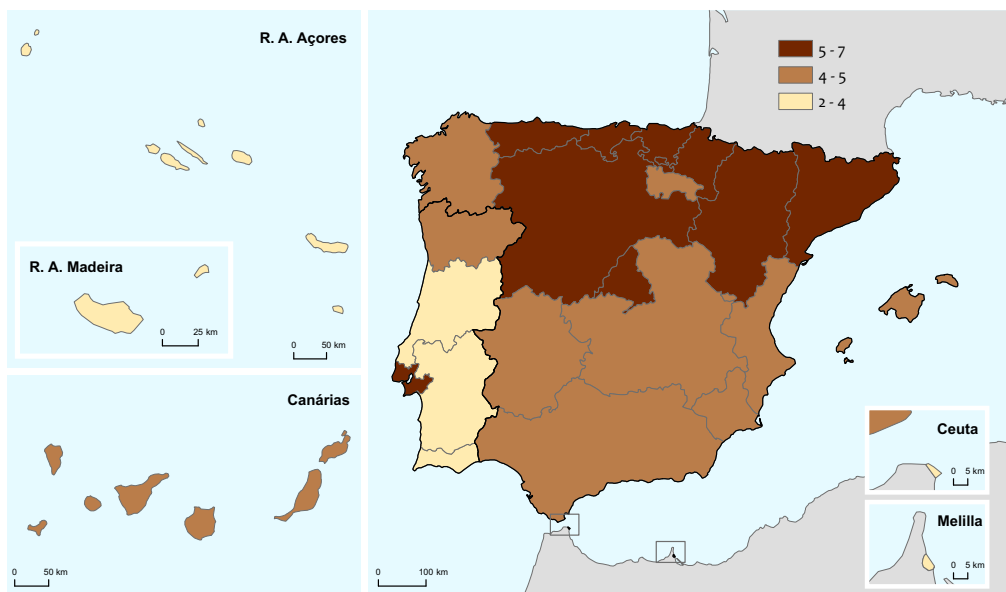 R. A. Açores
R. A. Madeira
0 25 km
0 50 km
Canárias
0 50 km
5 - 7
4 - 5
2 - 4
0 100 km
Ceuta
0 5 km
Melilla
0 5 km